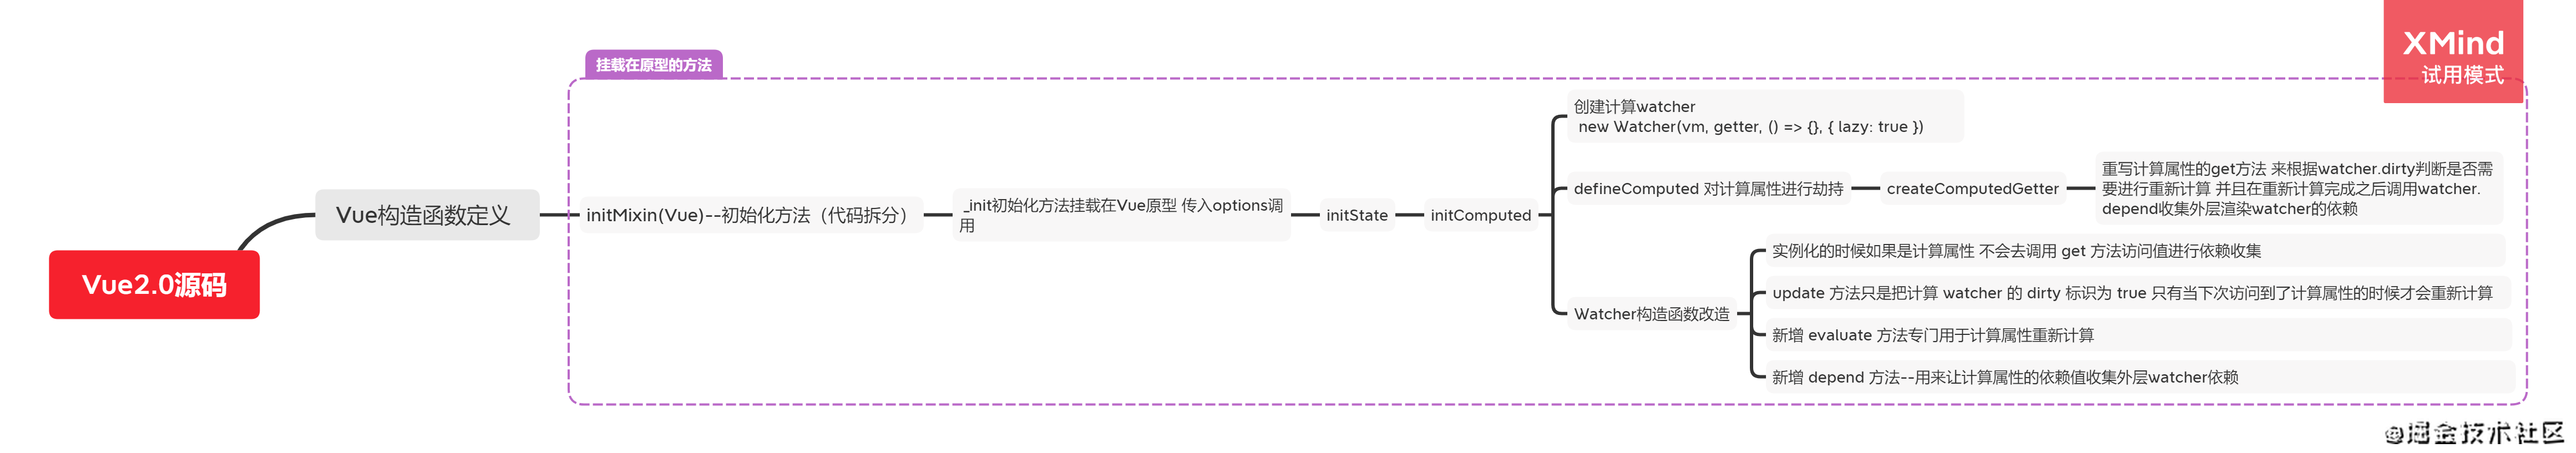 XMind
试用模式
挂载在原型的方法
Vue2.0源码
Vue构造函数定义
initMixin(Vue)--初始化方法（代码拆分）
_init初始化方法挂载在Vue原型 传入options调
用
initState
initComputed
创建计算watcher
new Watcher(vm, getter, () => {}, { lazy: true })
defineComputed 对计算属性进行劫持
createComputedGetter
重写计算属性的get方法 来根据watcher.dirty判断是否需
要进行重新计算 并且在重新计算完成之后调用watcher.
depend收集外层渲染watcher的依赖
Watcher构造函数改造
实例化的时候如果是计算属性 不会去调用 get 方法访问值进行依赖收集
update 方法只是把计算 watcher 的 dirty 标识为 true 只有当下次访问到了计算属性的时候才会重新计算
新增 evaluate 方法专门用于计算属性重新计算
新增 depend 方法--用来让计算属性的依赖值收集外层watcher依赖
@掘金技术社区